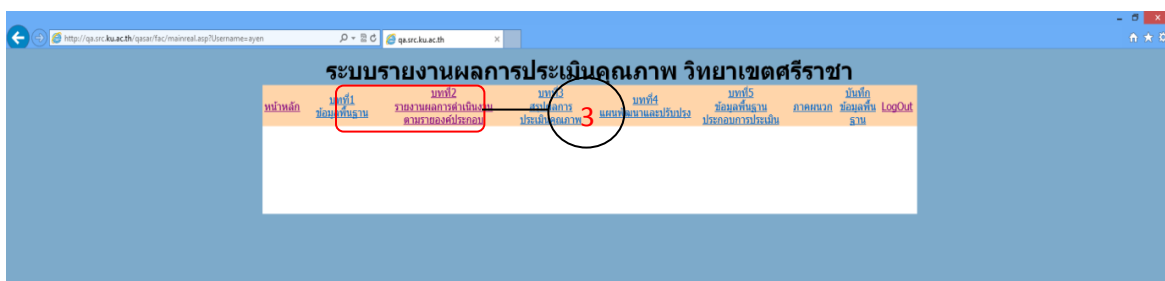 http://qa.src.ku.ac.th/qasar/fac/mainreal.asp?Username=ayen
qa.src.ku.ac.th
ระบบรายงานผลการประเมินคุณภาพ วิทยาเขตศรีราชา
หน้าหลัก
บทที่1
ข้อมูลพื้นฐาน
บทที่2
รายงานผลการดำเนินงาน
ตามรายองค์ประกอบ
บทที่3
สรุปผลการ
ประเมินคุณภาพ
3
บทที่4
แผนพัฒนาและปรับปรุง
บทที่5
ข้อมูลพื้นฐาน
ประกอบการประเมิน
ภาคผนวก
บันทึก
ข้อมูลพื้น
ฐาน
LogOut